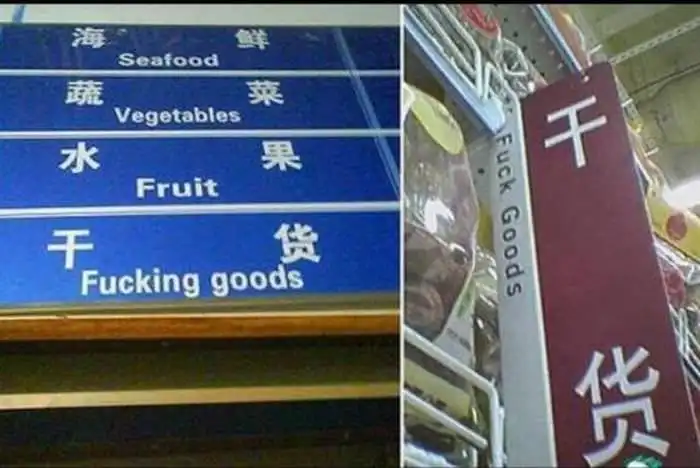 海 鲜
Seafood
蔬 菜
Vegetables
水 果
Fruit
干 货
Fucking goods
Fuck Goods
干货